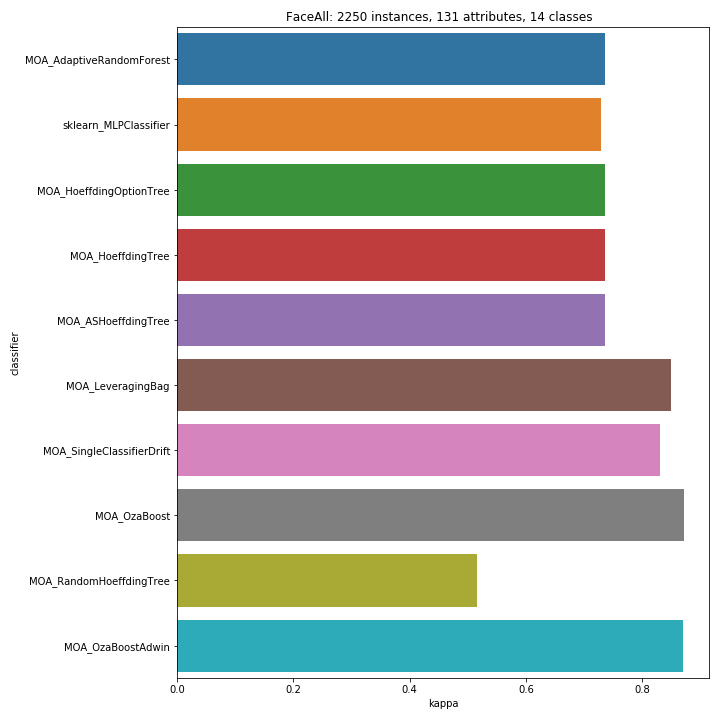 FaceAll: 2250 instances, 131 attributes, 14 classes
MOA_AdaptiveRandomForest
sklearn_MLPClassifier
MOA_HoeffdingOptionTree
MOA_HoeffdingTree
MOA_ASHoeffdingTree
MOA_LeveragingBag
MOA_SingleClassifierDrift
MOA_OzaBoost
MOA_RandomHoeffdingTree
MOA_OzaBoostAdwin
classifier
0.0 0.2 0.4 0.6 0.8
kappa